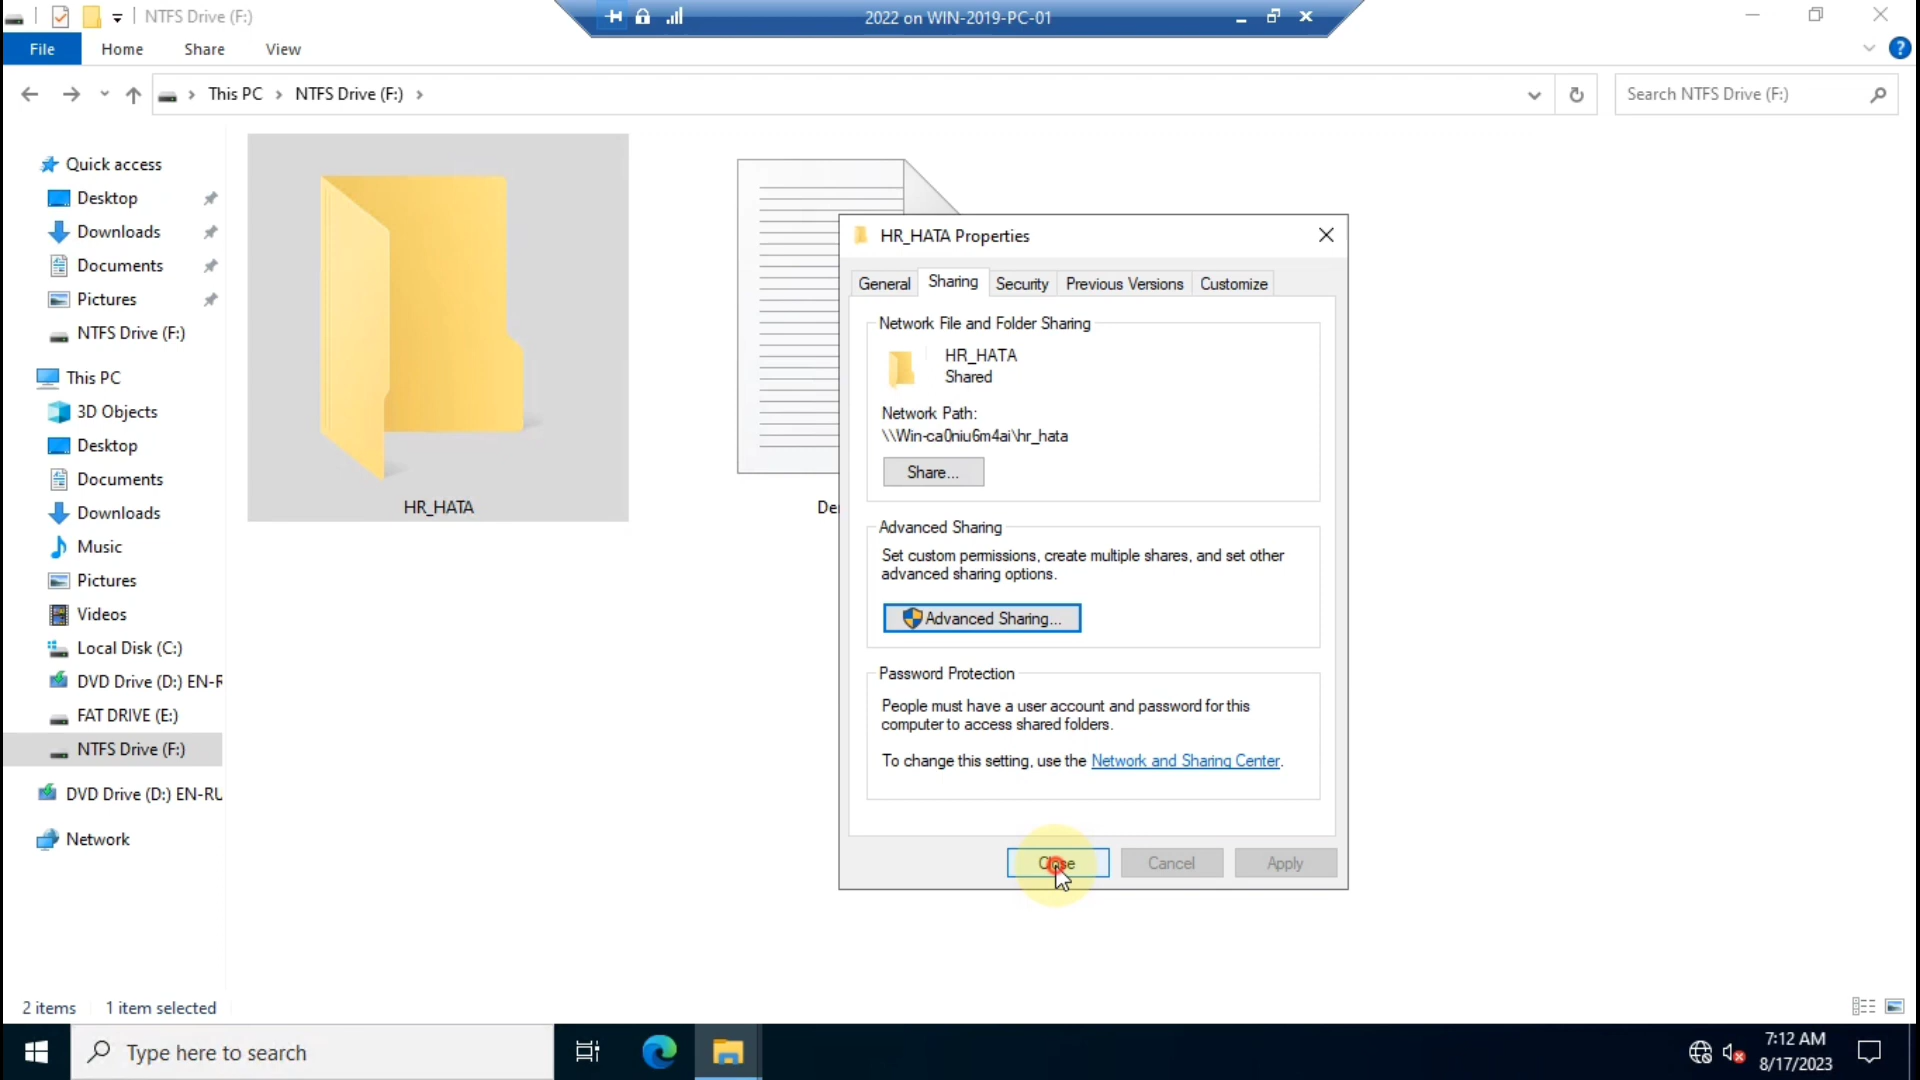 NTFS Drive (F:)
2022 on WIN-2019-PC-01
File
Home
Share
View
This PC
NTFS Drive (F:)
Search NTFS Drive (F:)
Quick access
Desktop
Downloads
Documents
Pictures
NTFS Drive (F:)
This PC
3D Objects
Desktop
Documents
Downloads
Music
Pictures
Videos
Local Disk (C:)
DVD Drive (D:) EN-R
FAT DRIVE (E:)
NTFS Drive (F:)
DVD Drive (D:) EN-RU
Network
HR_HATA
De
HR_HATA Properties
General
Sharing
Security
Previous Versions
Customize
Network File and Folder Sharing
HR_HATA
Shared
Network Path:
\\Win-ca0niu6m4ai\hr_hata
Share...
Advanced Sharing
Set custom permissions, create multiple shares, and set other
advanced sharing options.
Advanced Sharing...
Password Protection
People must have a user account and password for this
computer to access shared folders.
To change this setting, use the Network and Sharing Center.
Close
Cancel
Apply
2 items
1 item selected
Type here to search
7:12 AM
8/17/2023